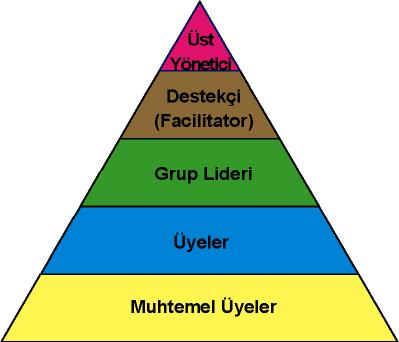 Üst
Yönetici
Destekçi
(Facilitator)
Grup Lideri
Üyeler
Muhtemel Üyeler